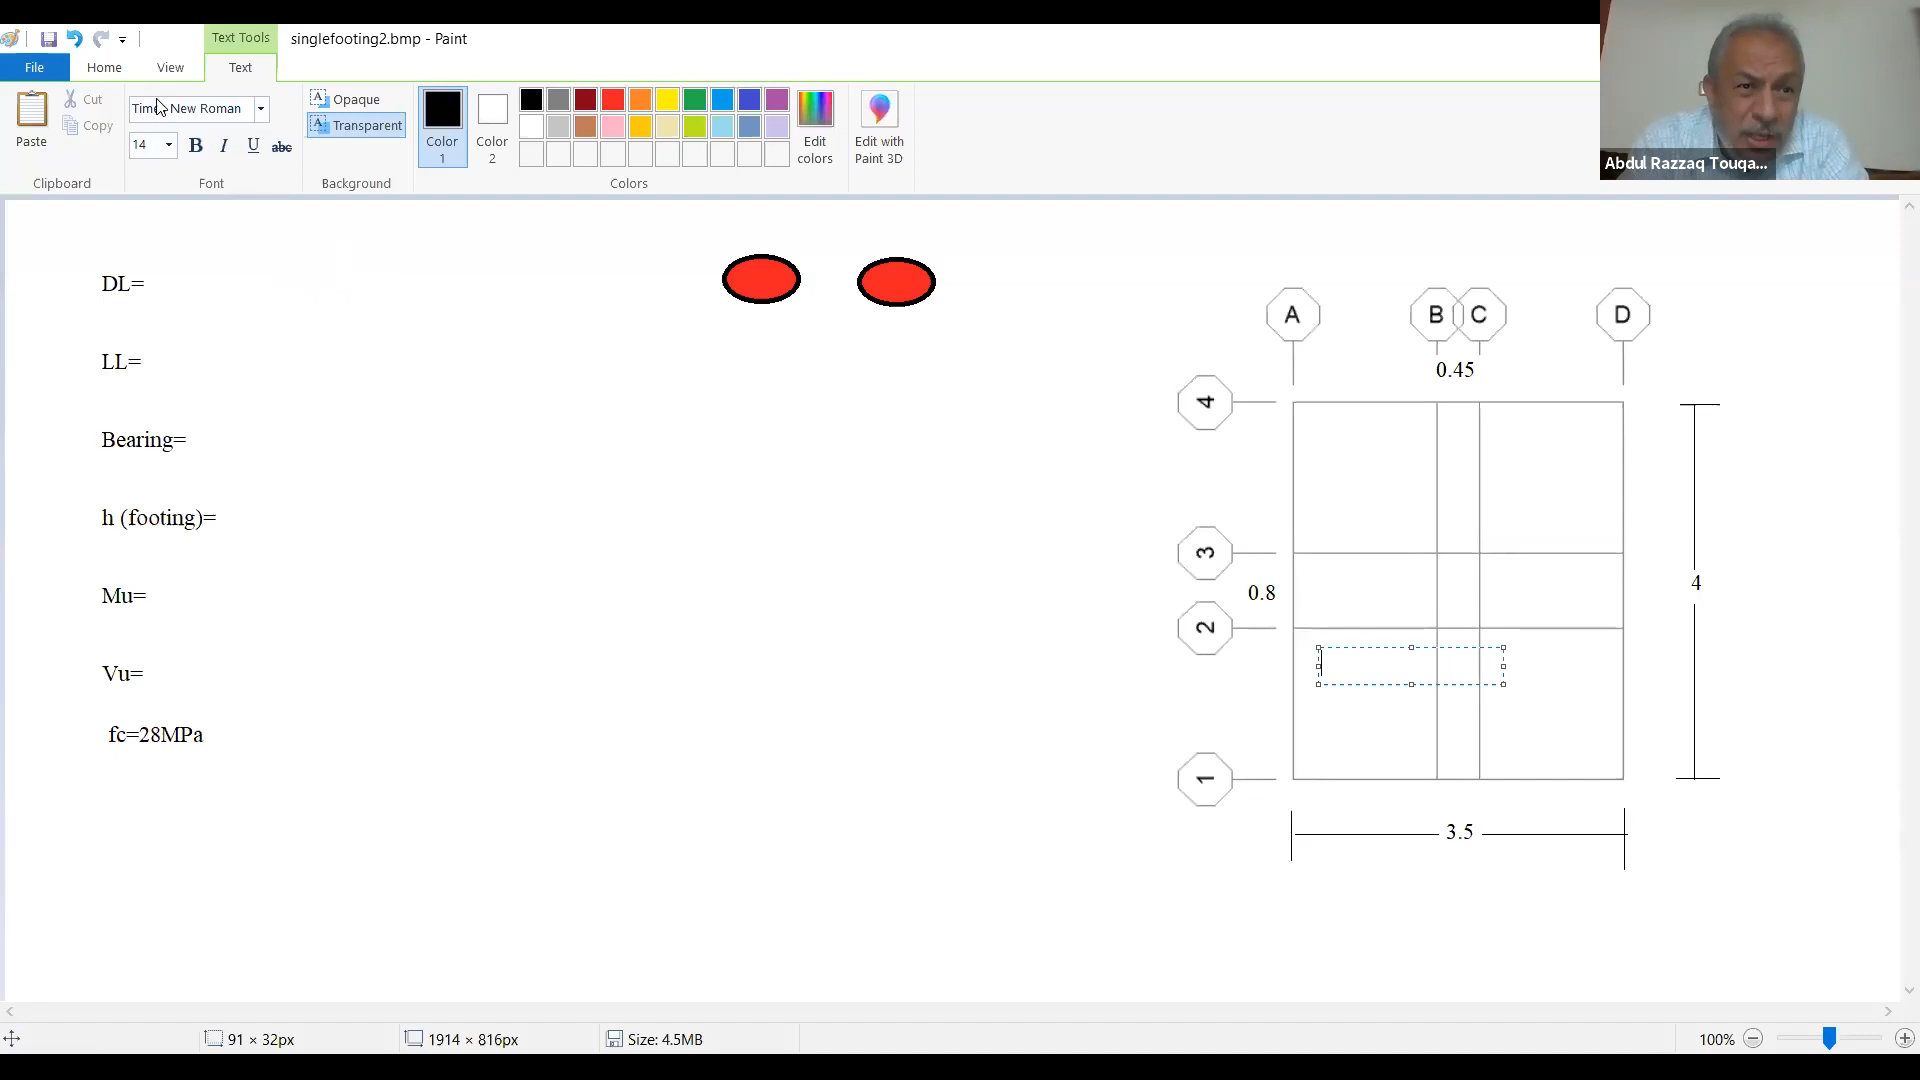 Text Tools
singlefooting2.bmp - Paint
File
Home
View
Text
Paste
Cut
Copy
Clipboard
Times New Roman
14
B
I
U
abc
Font
A Opaque
A Transparent
Background
Color 1
Color 2
Edit colors
Colors
Edit with Paint 3D
Abdul Razzaq Touqa...
DL=
LL=
Bearing=
h (footing)=
Mu=
Vu=
fc=28MPa
A
B
C
D
0.45
4
3
0.8
2
1
4
3.5
91 × 32px
1914 × 816px
Size: 4.5MB
100%